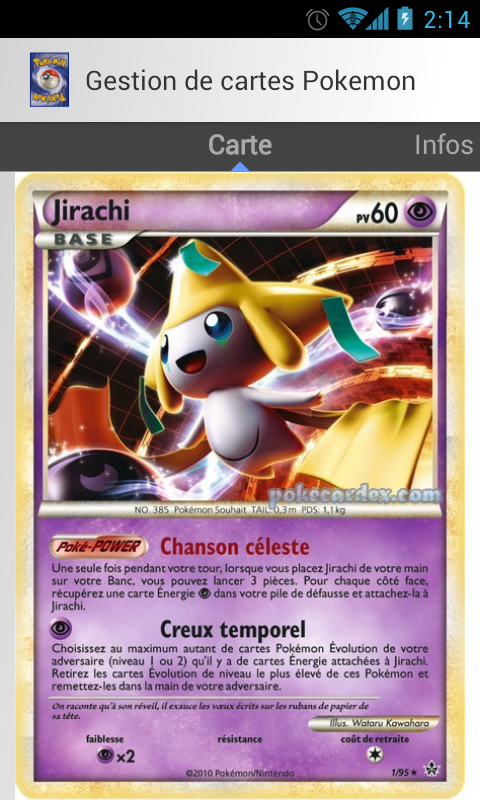 2:14
POKéMON
Gestion de cartes Pokemon
Carte
Infos
Jirachi
PV60
BASE
pokecardex.com
NO. 385 Pokémon Souhait TAIL: 0,3m PDS: 1,1kg
Poké-POWER Chanson céleste
Une seule fois pendant votre tour, lorsque vous placez Jirachi de votre main
sur votre Banc, vous pouvez lancer 3 pièces. Pour chaque côté face,
récupérez une carte Énergie dans votre pile de défausse et attachez-la à
Jirachi.
Creux temporel
Choisissez au maximum autant de cartes Pokémon Évolution de votre
adversaire (niveau 1 ou 2) qu'il y a de cartes Énergie attachées à Jirachi.
Retirez les cartes Évolution de niveau le plus élevé de ces Pokémon et
remettez-les dans la main de votre adversaire.
On raconte qu'à son réveil, il exauce les vœux écrits sur les rubans de papier de
sa tête.
Illus. Wataru Kawahara
faiblesse
résistance
coût de retraite
×2
©2010 Pokémon/Nintendo
1/95★